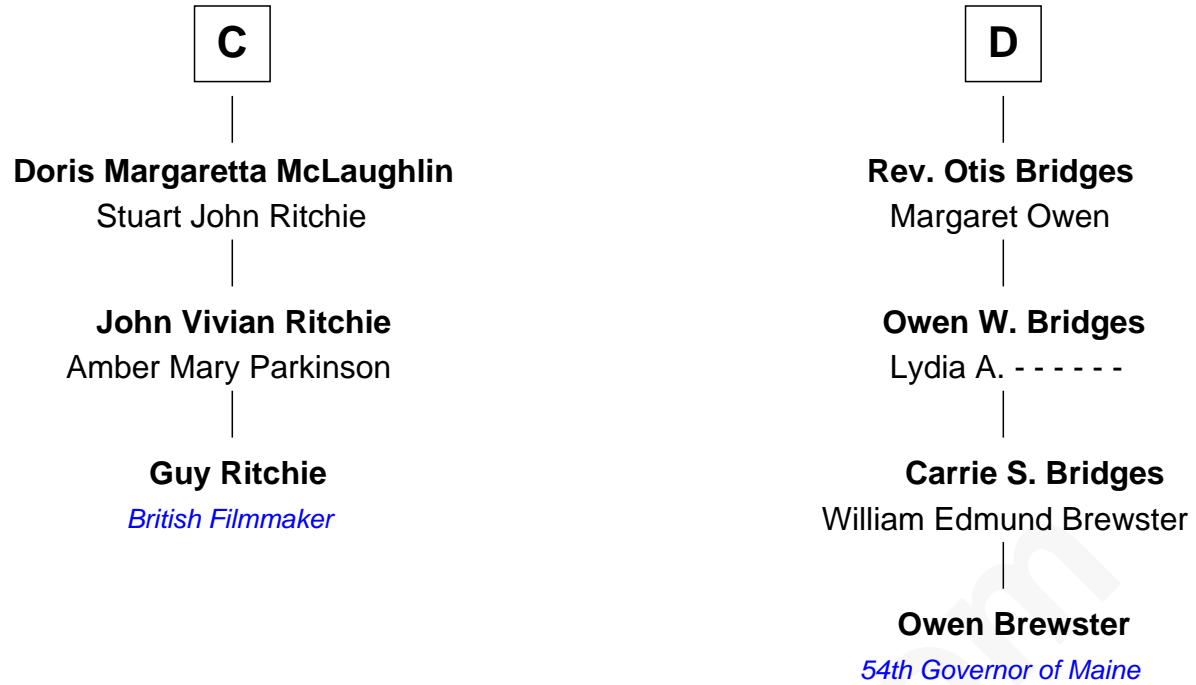 C
Doris Margaretta McLaughlin
Stuart John Ritchie
John Vivian Ritchie
Amber Mary Parkinson
Guy Ritchie
British Filmmaker
D
Rev. Otis Bridges
Margaret Owen
Owen W. Bridges
Lydia A. - - - - - -
Carrie S. Bridges
William Edmund Brewster
Owen Brewster
54th Governor of Maine